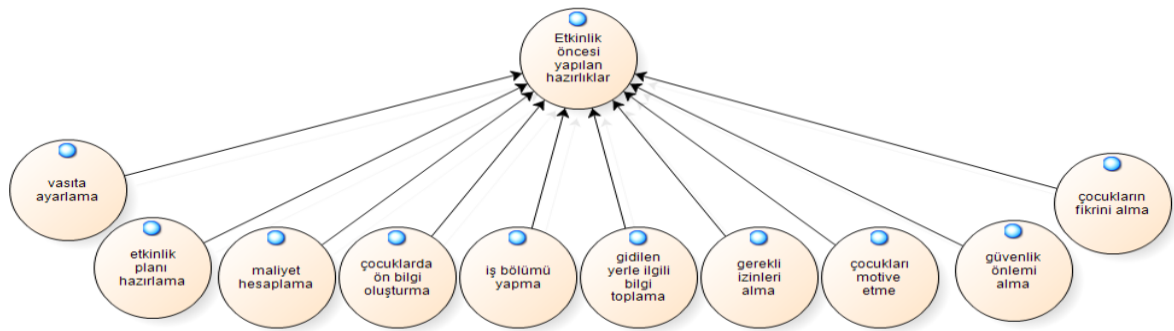 Etkinlik
öncesi
yapılan
hazırlıklar
vasıta
ayarlama
etkinlik
planı
hazırlama
maliyet
hesaplama
çocuklarda
ön bilgi
oluşturma
iş bölümü
yapma
gidilen
yerle ilgili
bilgi
toplama
gerekli
izinleri
alma
çocukları
motive
etme
güvenlik
önlemi
alma
çocukların
fikrini alma